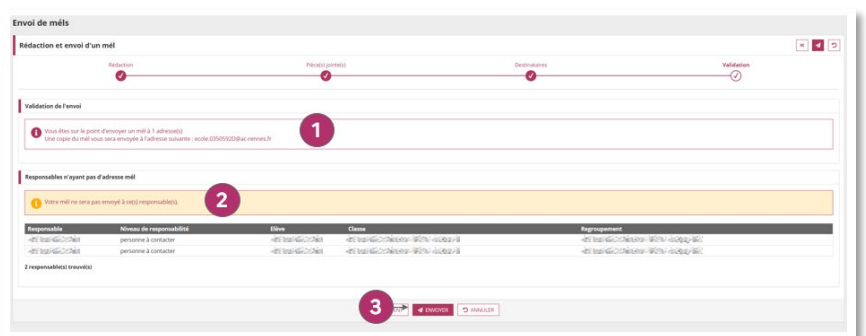 Envoi de méls
Rédaction et envoi d'un mél
Rédaction
Pièce(s) jointe(s)
Destinataires
Validation
Validation de l'envoi
Vous êtes sur le point d'envoyer un mél à 1 adresse(s)
Une copie du mél vous sera envoyée à l'adresse suivante : ecole.0350592D@ac-rennes.fr
1
Responsables n'ayant pas d'adresse mél
Votre mél ne sera pas envoyé à ce(s) responsable(s).
2
Responsable Niveau de responsabilité Elève Classe Regroupement
personne à contacter
personne à contacter
2 responsable(s) trouvé(s)
3 ENVOYER ANNULER